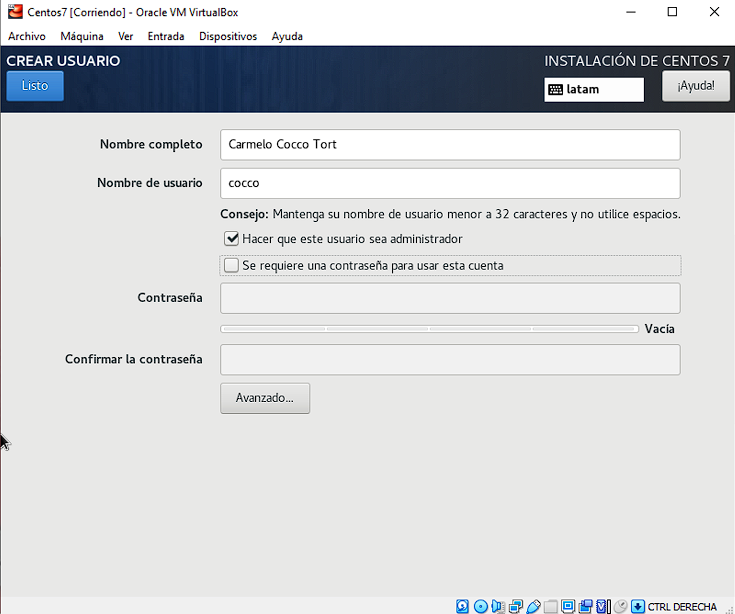 Centos7 [Corriendo] - Oracle VM VirtualBox
Archivo Máquina Ver Entrada Dispositivos Ayuda
CREAR USUARIO
INSTALACIÓN DE CENTOS 7
Listo
latam
¡Ayuda!
Nombre completo
Carmelo Cocco Tort
Nombre de usuario
cocco
Consejo: Mantenga su nombre de usuario menor a 32 caracteres y no utilice espacios.
Hacer que este usuario sea administrador
Se requiere una contraseña para usar esta cuenta
Contraseña
Vacía
Confirmar la contraseña
Avanzado...
CTRL DERECHA